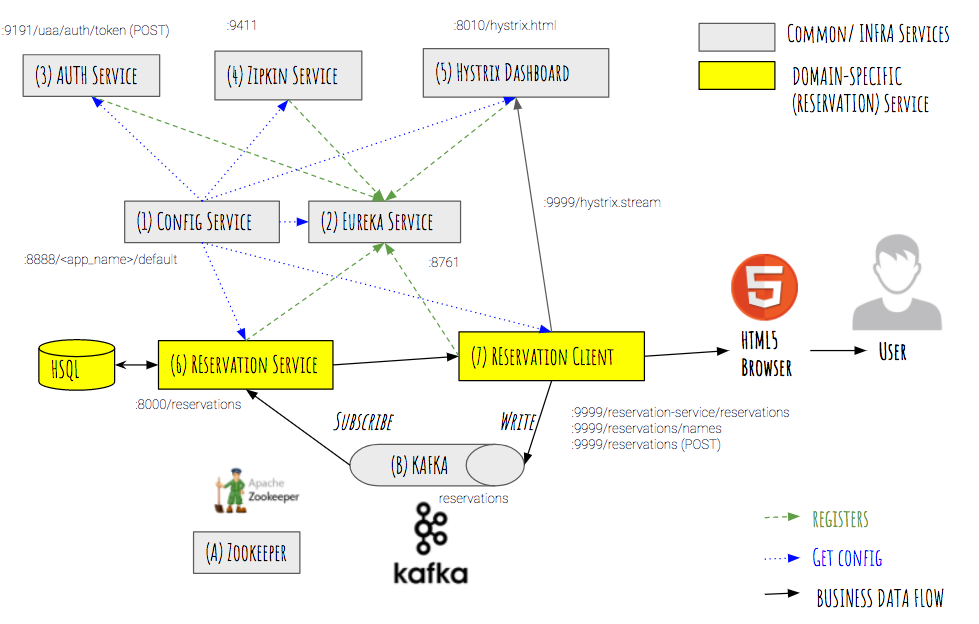 :9191/uaa/auth/token (POST)
:9411
:8010/hystrix.html
Common/ INFRA Services
(3) AUTH Service
(4) Zipkin Service
(5) Hystrix Dashboard
DOMAIN-SPECIFIC
(RESERVATION) Service
:9999/hystrix.stream
(1) Config Service
(2) Eureka Service
:8888/<app_name>/default
:8761
HTML5
Browser
User
HSQL
(6) REservation Service
(7) REservation Client
:8000/reservations
Subscribe
Write
:9999/reservation-service/reservations
:9999/reservations/names
:9999/reservations (POST)
(B) KAFKA
reservations
Apache
Zookeeper
(A) Zookeeper
kafka
REGISTERS
Get config
BUSINESS DATA FLOW